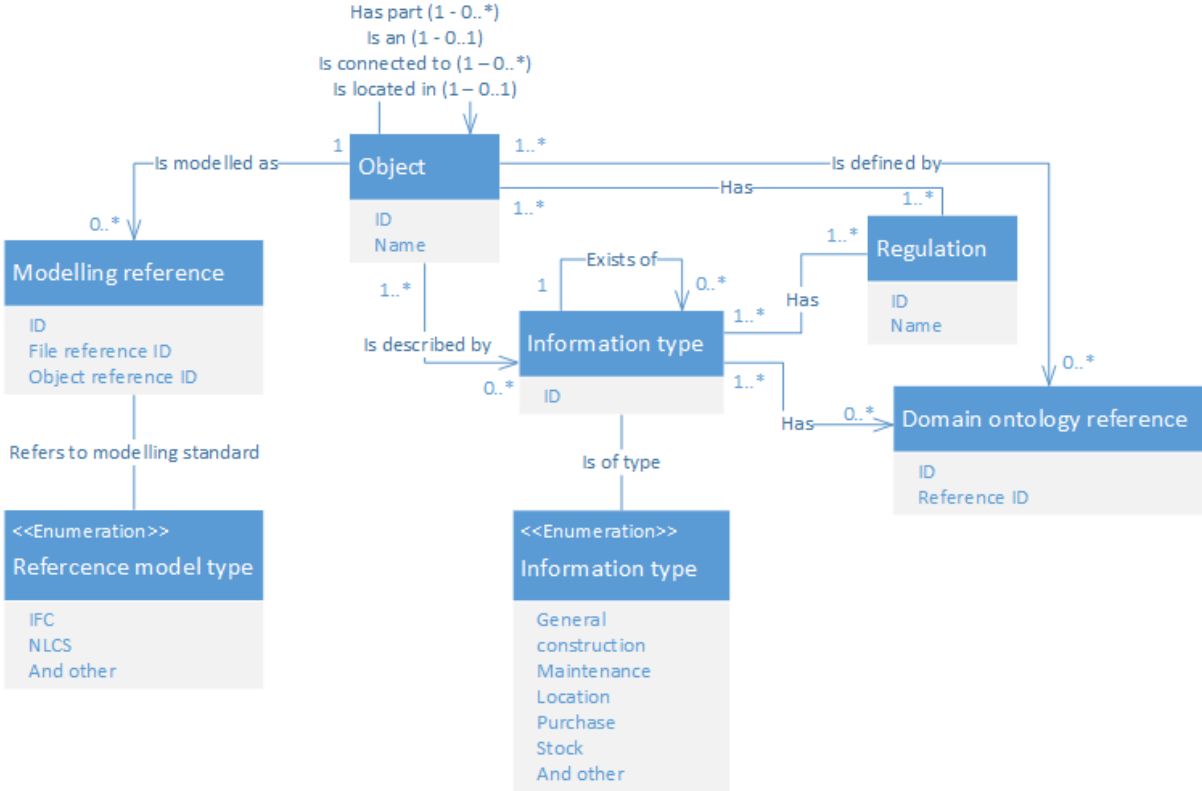 Has part (1 - 0..*)
Is an (1 - 0..1)
Is connected to (1 – 0..*)
Is located in (1 – 0..1)
1
1..*
Is modelled as
Object
Is defined by
Has
1..*
1..*
ID
Name
0..*
Modelling reference
ID
File reference ID
Object reference ID
1..*
Regulation
ID
Name
Exists of
1
0..*
1..*
Has
1..*
Is described by
Information type
0..*
ID
1..*
0..*
Has
0..*
Domain ontology reference
ID
Reference ID
Refers to modelling standard
Is of type
<<Enumeration>>
Refercence model type
IFC
NLCS
And other
<<Enumeration>>
Information type
General
construction
Maintenance
Location
Purchase
Stock
And other